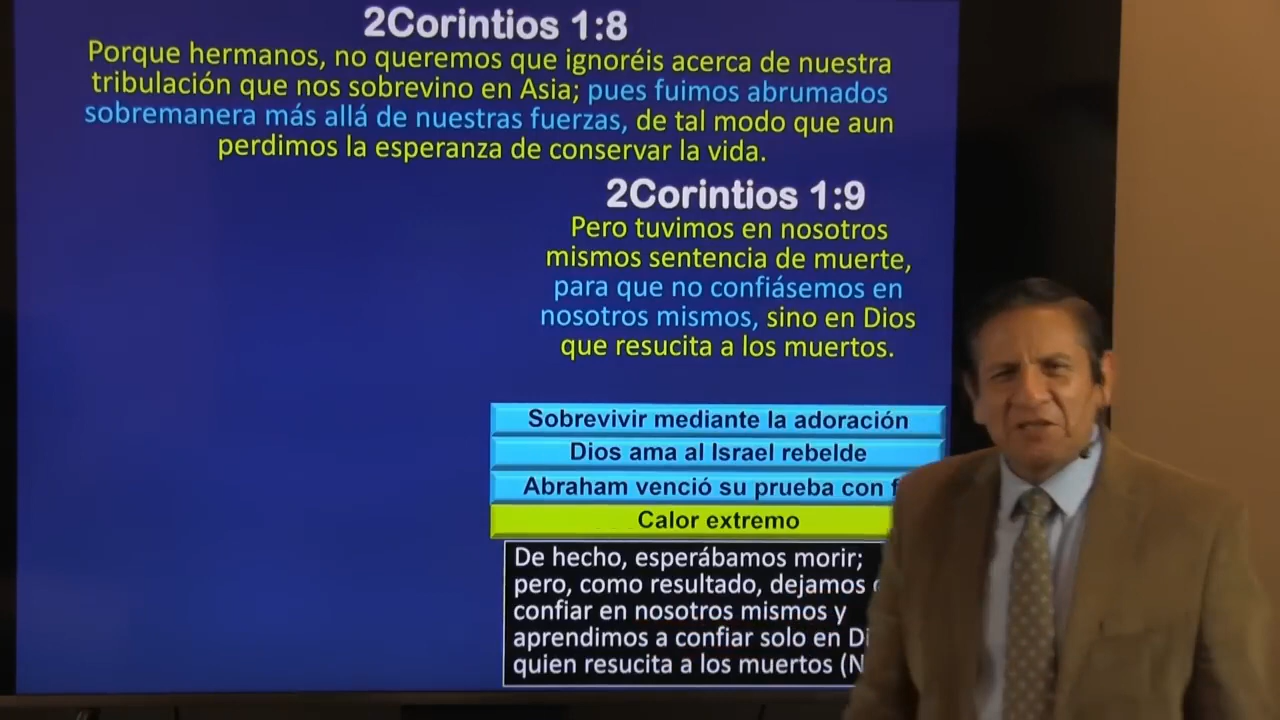 2Corintios 1:8
Porque hermanos, no queremos que ignoréis acerca de nuestra
tribulación que nos sobrevino en Asia; pues fuimos abrumados
sobremanera más allá de nuestras fuerzas, de tal modo que aun
perdimos la esperanza de conservar la vida.
2Corintios 1:9
Pero tuvimos en nosotros
mismos sentencia de muerte,
para que no confiásemos en
nosotros mismos, sino en Dios
que resucita a los muertos.
Sobrevivir mediante la adoración
Dios ama al Israel rebelde
Abraham venció su prueba con
Calor extremo
De hecho, esperábamos morir;
pero, como resultado, dejamos
confiar en nosotros mismos y
aprendimos a confiar solo en
quien resucita a los muertos